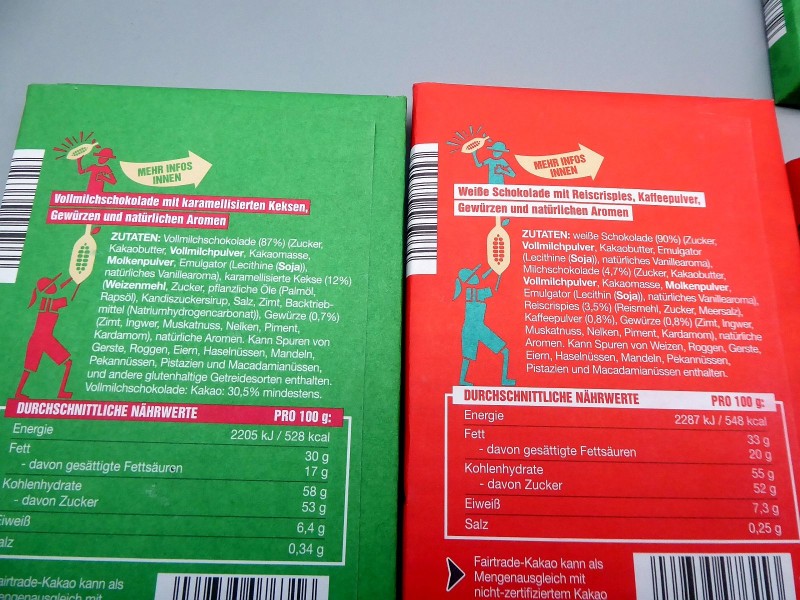 MEHR INFOS
INNEN
Vollmilchschokolade mit karamellisierten Keksen,
Gewürzen und natürlichen Aromen
ZUTATEN: Vollmilchschokolade (87%) (Zucker,
Kakaobutter, Vollmilchpulver, Kakaomasse,
Molkenpulver, Emulgator (Lecithine (Soja)),
natürliches Vanillearoma), karamellisierte Kekse (12%)
(Weizenmehl, Zucker, pflanzliche Öle (Palmöl,
Rapsöl), Kandiszuckersirup, Salz, Zimt, Backtrieb-
mittel (Natriumhydrogencarbonat)), Gewürze (0,7%)
(Zimt, Ingwer, Muskatnuss, Nelken, Piment,
Kardamom), natürliche Aromen. Kann Spuren von
Gerste, Roggen, Eiern, Haselnüssen, Mandeln,
Pekannüssen, Pistazien und Macadamianüssen,
und andere glutenhaltige Getreidesorten enthalten.
Vollmilchschokolade: Kakao: 30,5% mindestens.
DURCHSCHNITTLICHE NÄHRWERTE PRO 100 g:
Energie 2205 kJ / 528 kcal
Fett 30 g
- davon gesättigte Fettsäuren 17 g
Kohlenhydrate 58 g
- davon Zucker 53 g
Eiweiß 6,4 g
alz 0,34 g
airtrade-Kakao kann als
Mengenausgleich mit
MEHR INFOS
INNEN
Weiße Schokolade mit Reiscrispies, Kaffeepulver,
Gewürzen und natürlichen Aromen
ZUTATEN: weiße Schokolade (90%) (Zucker,
Vollmilchpulver, Kakaobutter, Emulgator
(Lecithine (Soja)), natürliches Vanillearoma),
Milchschokolade (4,7%) (Zucker, Kakaobutter,
Vollmilchpulver, Kakaomasse, Molkenpulver,
Emulgator (Lecithin (Soja)), natürliches Vanillearoma),
Reiscrispies (3,5%) (Reismehl, Zucker, Meersalz),
Kaffeepulver (0,8%), Gewürze (0,8%) (Zimt, Ingwer,
Muskatnuss, Nelken, Piment, Kardamom), natürliche
Aromen. Kann Spuren von Weizen, Roggen, Gerste,
Eiern, Haselnüssen, Mandeln, Pekannüssen,
Pistazien und Macadamianüssen enthalten.
DURCHSCHNITTLICHE NÄHRWERTE PRO 100 g:
Energie 2287 kJ / 548 kcal
Fett 33 g
- davon gesättigte Fettsäuren 20 g
Kohlenhydrate 55 g
- davon Zucker 52 g
Eiweiß 7,3 g
Salz 0,25 g
Fairtrade-Kakao kann als
Mengenausgleich mit
nicht-zertifiziertem Kakao